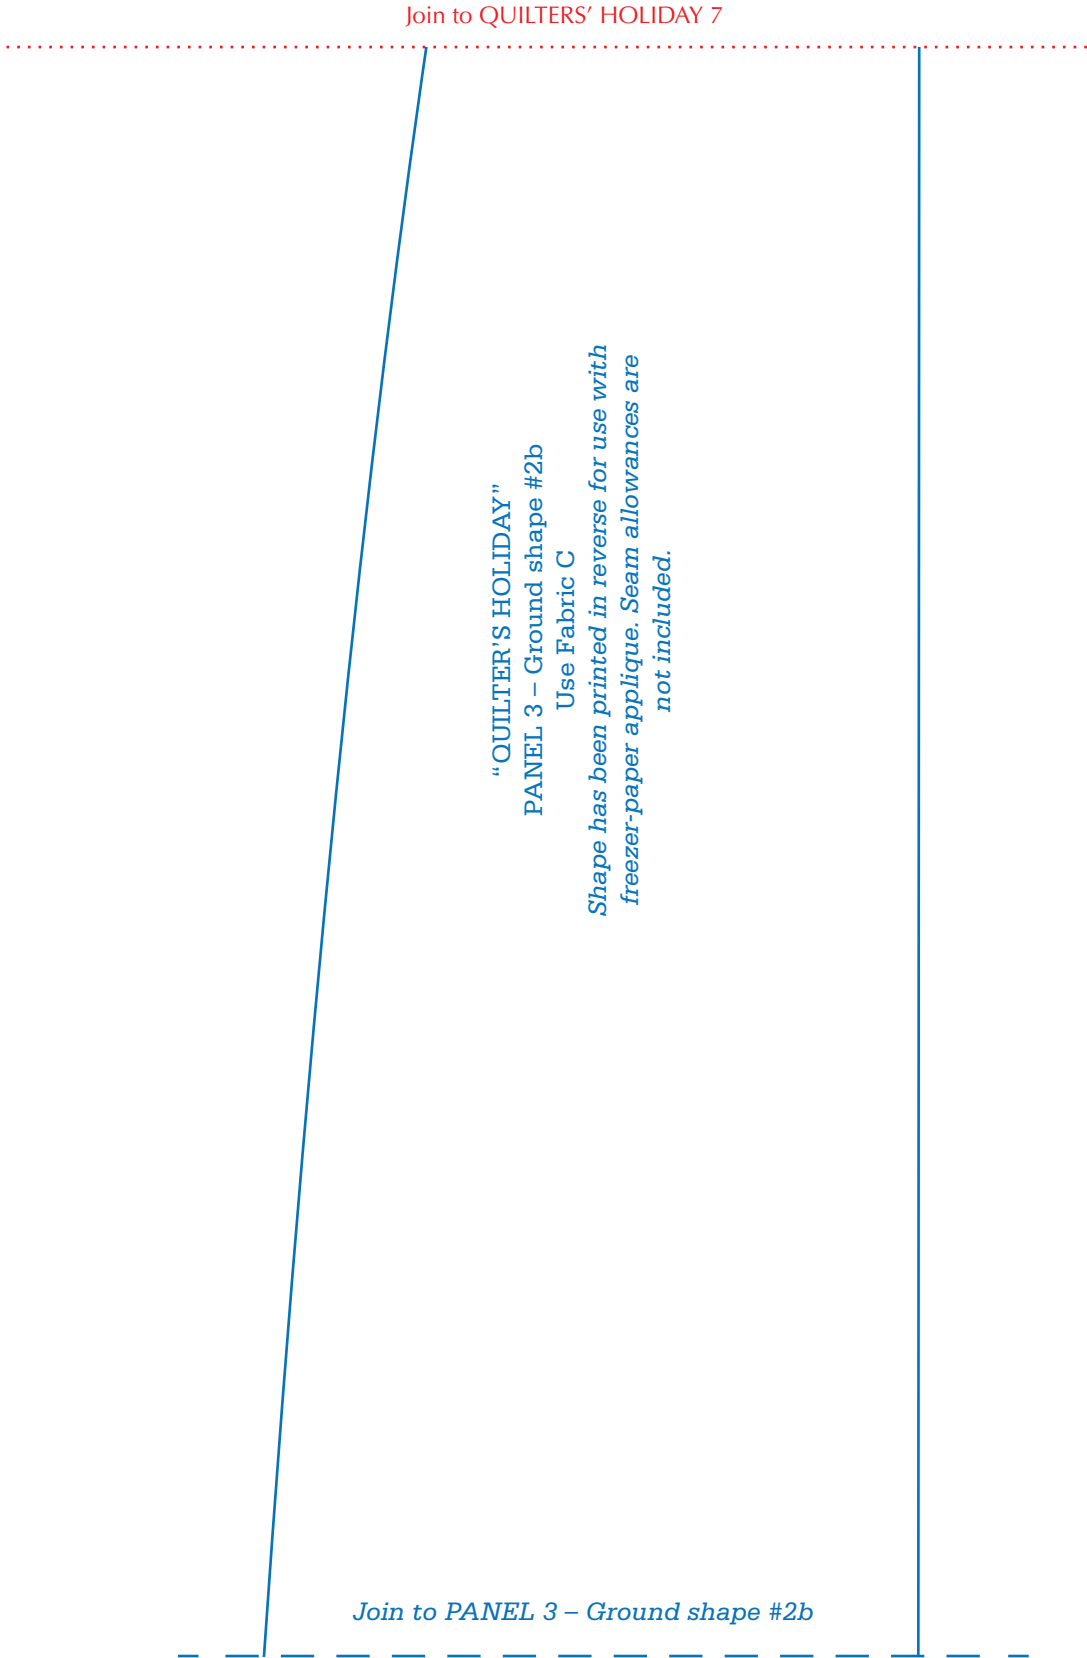 Join to QUILTERS’ HOLIDAY 7
“QUILTER’S HOLIDAY”
PANEL 3 – Ground shape #2b
Use Fabric C
Shape has been printed in reverse for use with
freezer-paper applique. Seam allowances are
not included.
Join to PANEL 3 – Ground shape #2b